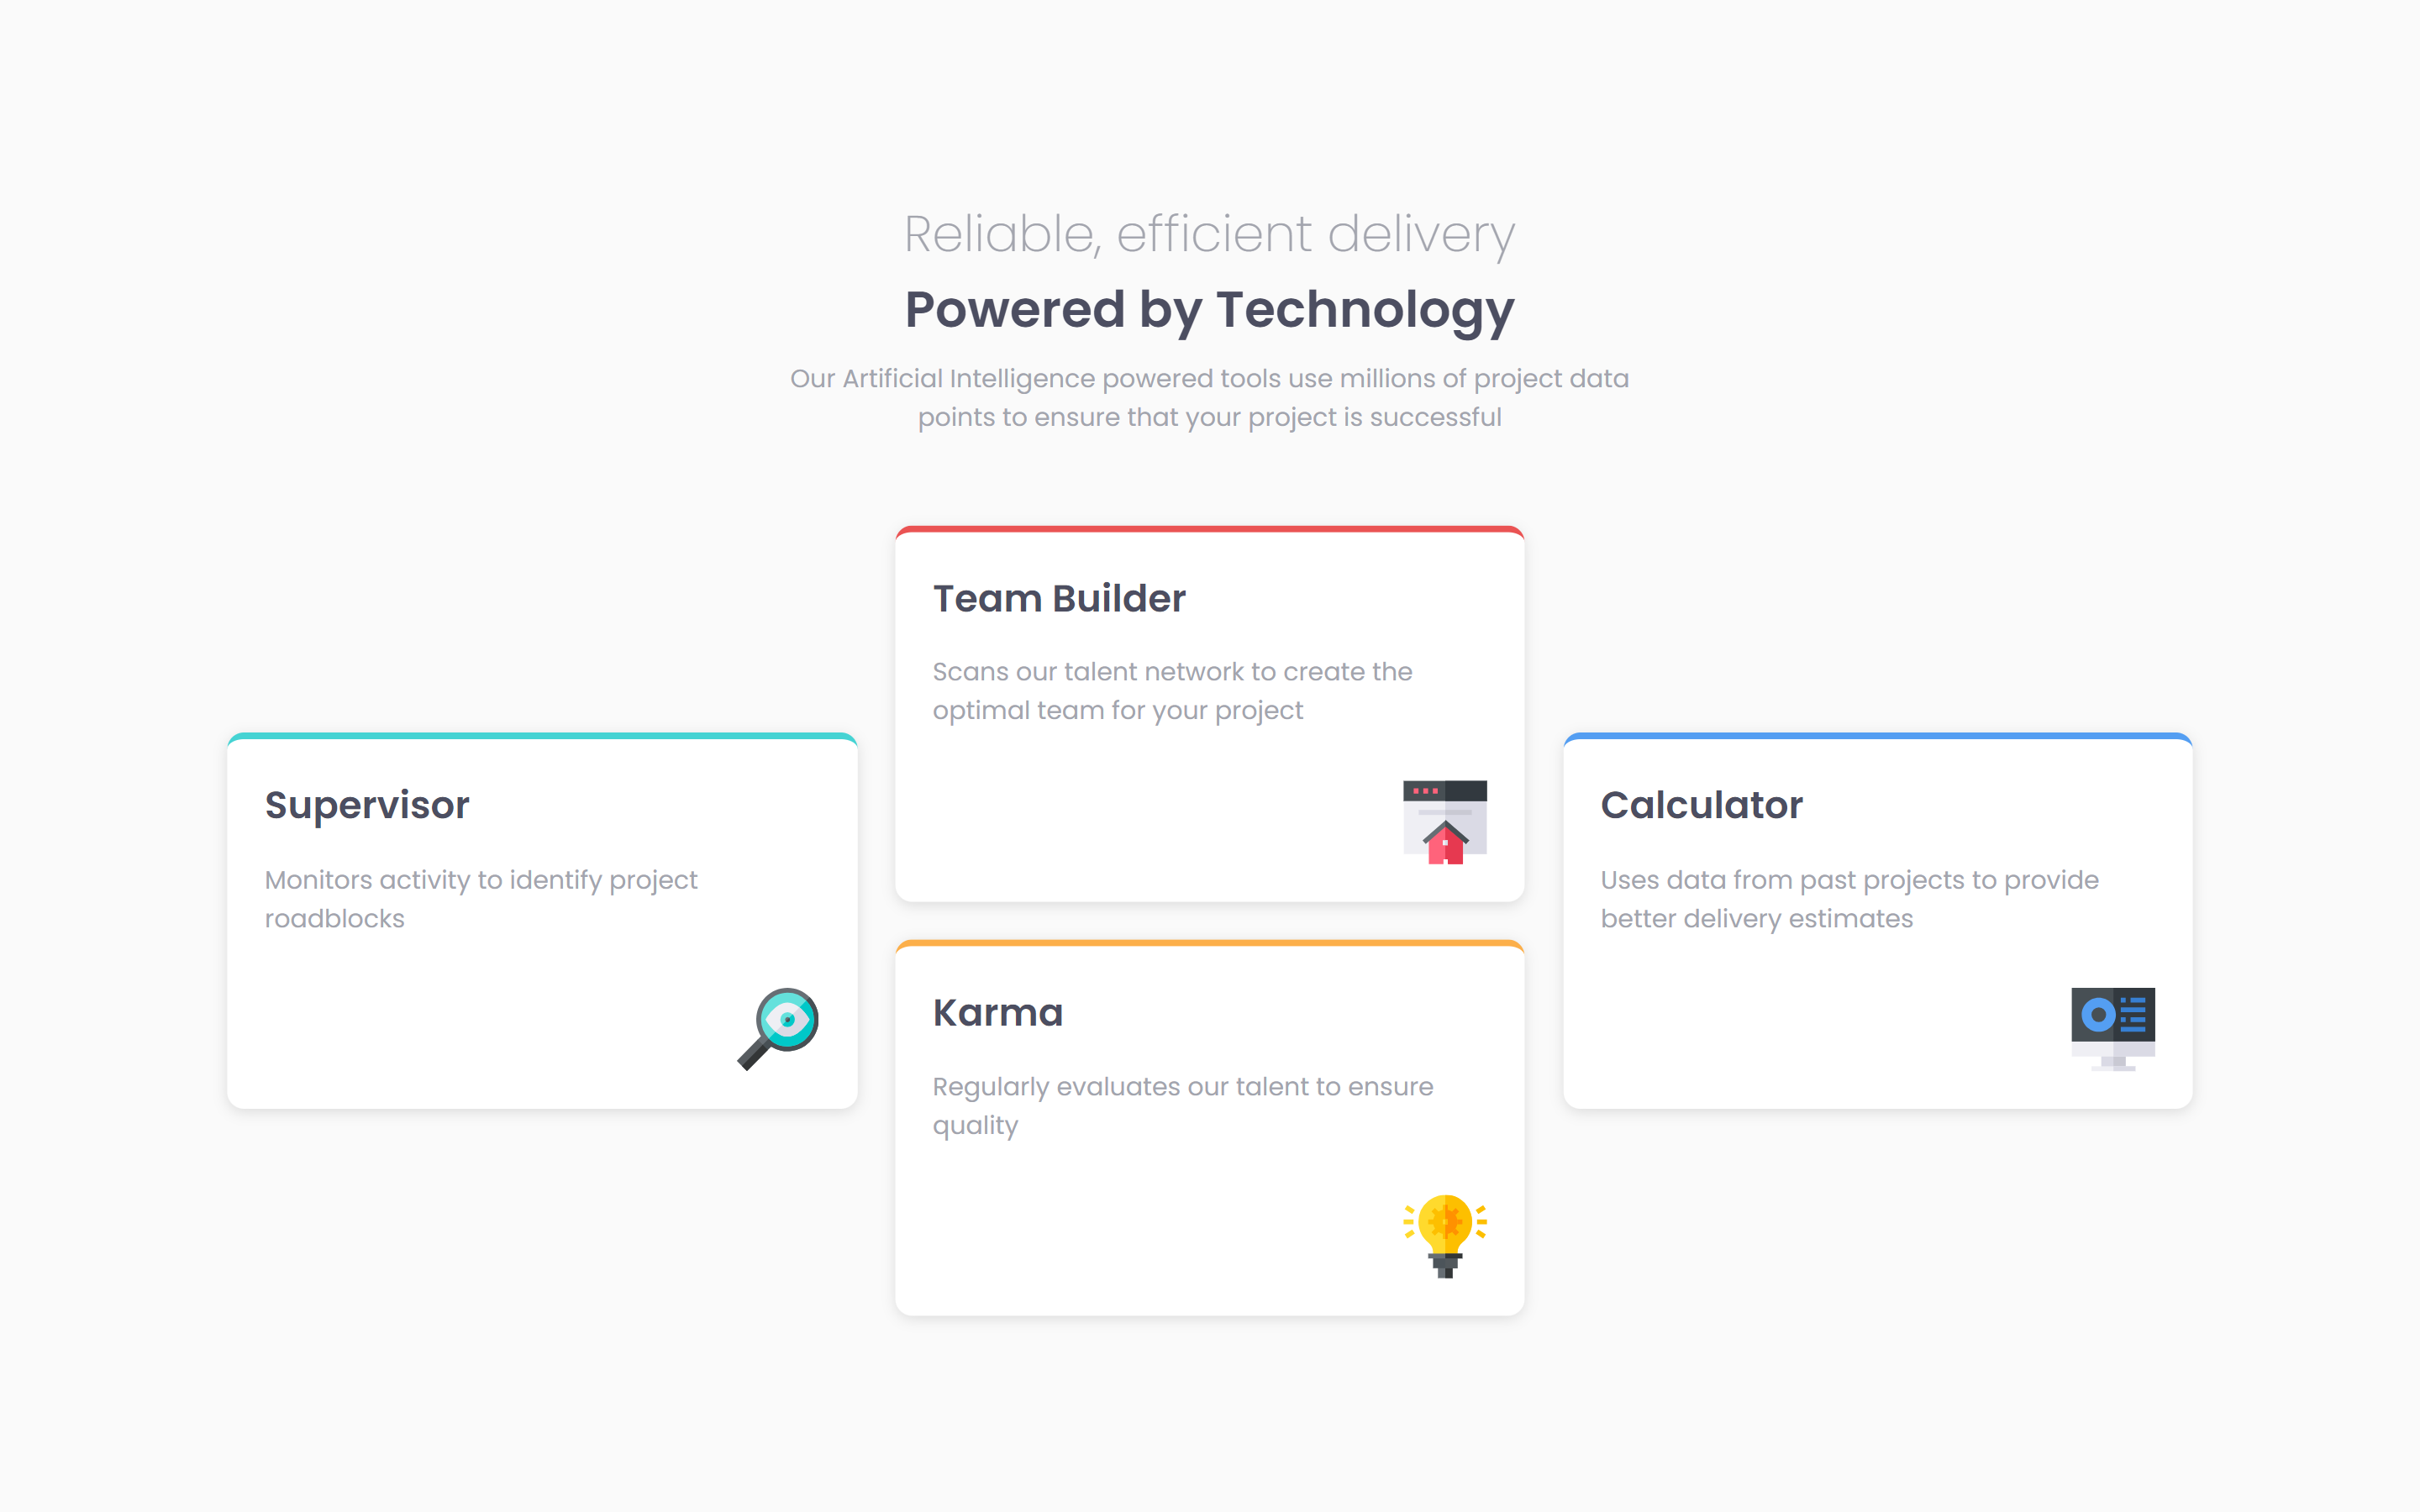 Reliable, efficient delivery
Powered by Technology
Our Artificial Intelligence powered tools use millions of project data
points to ensure that your project is successful
Supervisor
Monitors activity to identify project
roadblocks
Team Builder
Scans our talent network to create the
optimal team for your project
Karma
Regularly evaluates our talent to ensure
quality
Calculator
Uses data from past projects to provide
better delivery estimates